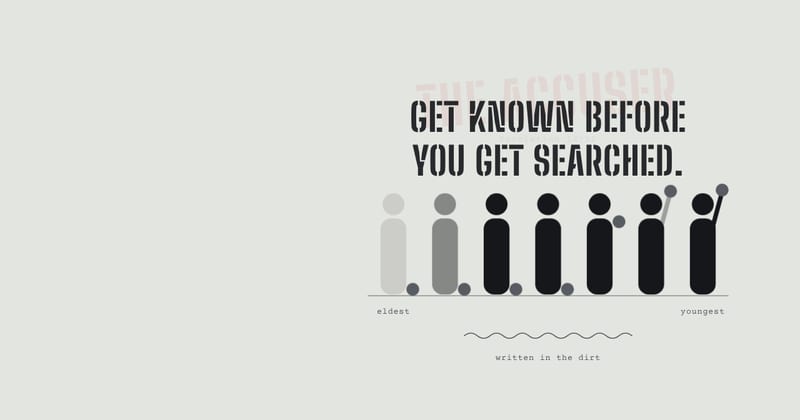 THE ACCUSER
GET KNOWN BEFORE
YOU GET SEARCHED.
eldest
youngest
written in the dirt